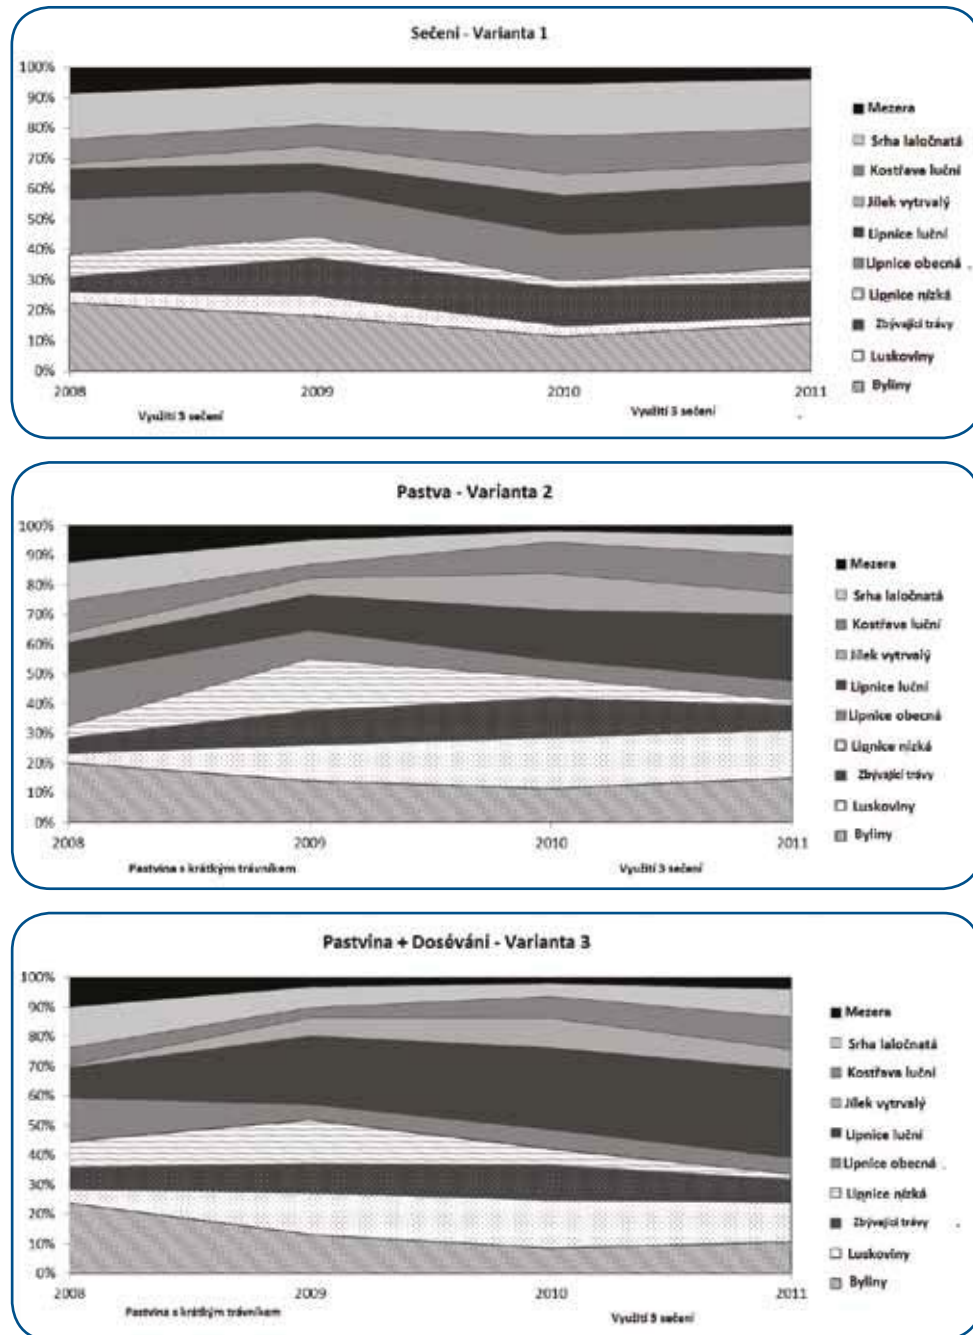 Sečení - Varianta 1
100%
90%
80%
70%
60%
50%
40%
30%
20%
10%
0%
2008 2009 2010 2011
Využití 3 sečení Využití 3 sečení
Mezera
Srha laločnatá
Kostřava luční
Jílek vytrvalý
Lipnice luční
Lipnice obecná
Lipnice nízká
Zbývající trávy
Luskoviny
Byliny
Pastva - Varianta 2
100%
90%
80%
70%
60%
50%
40%
30%
20%
10%
0%
2008 2009 2010 2011
Pastvina s krátkým trávníkem Využití 3 sečení
Mezera
Srha laločnatá
Kostřava luční
Jílek vytrvalý
Lipnice luční
Lipnice obecná
Lipnice nízká
Zbývající trávy
Luskoviny
Byliny
Pastvina + Dosévání - Varianta 3
100%
90%
80%
70%
60%
50%
40%
30%
20%
10%
0%
2008 2009 2010 2011
Pastvina s krátkým trávníkem Využití 3 sečení
Mezera
Srha laločnatá
Kostřava luční
Jílek vytrvalý
Lipnice luční
Lipnice obecná
Lipnice nízká
Zbývající trávy
Luskoviny
Byliny